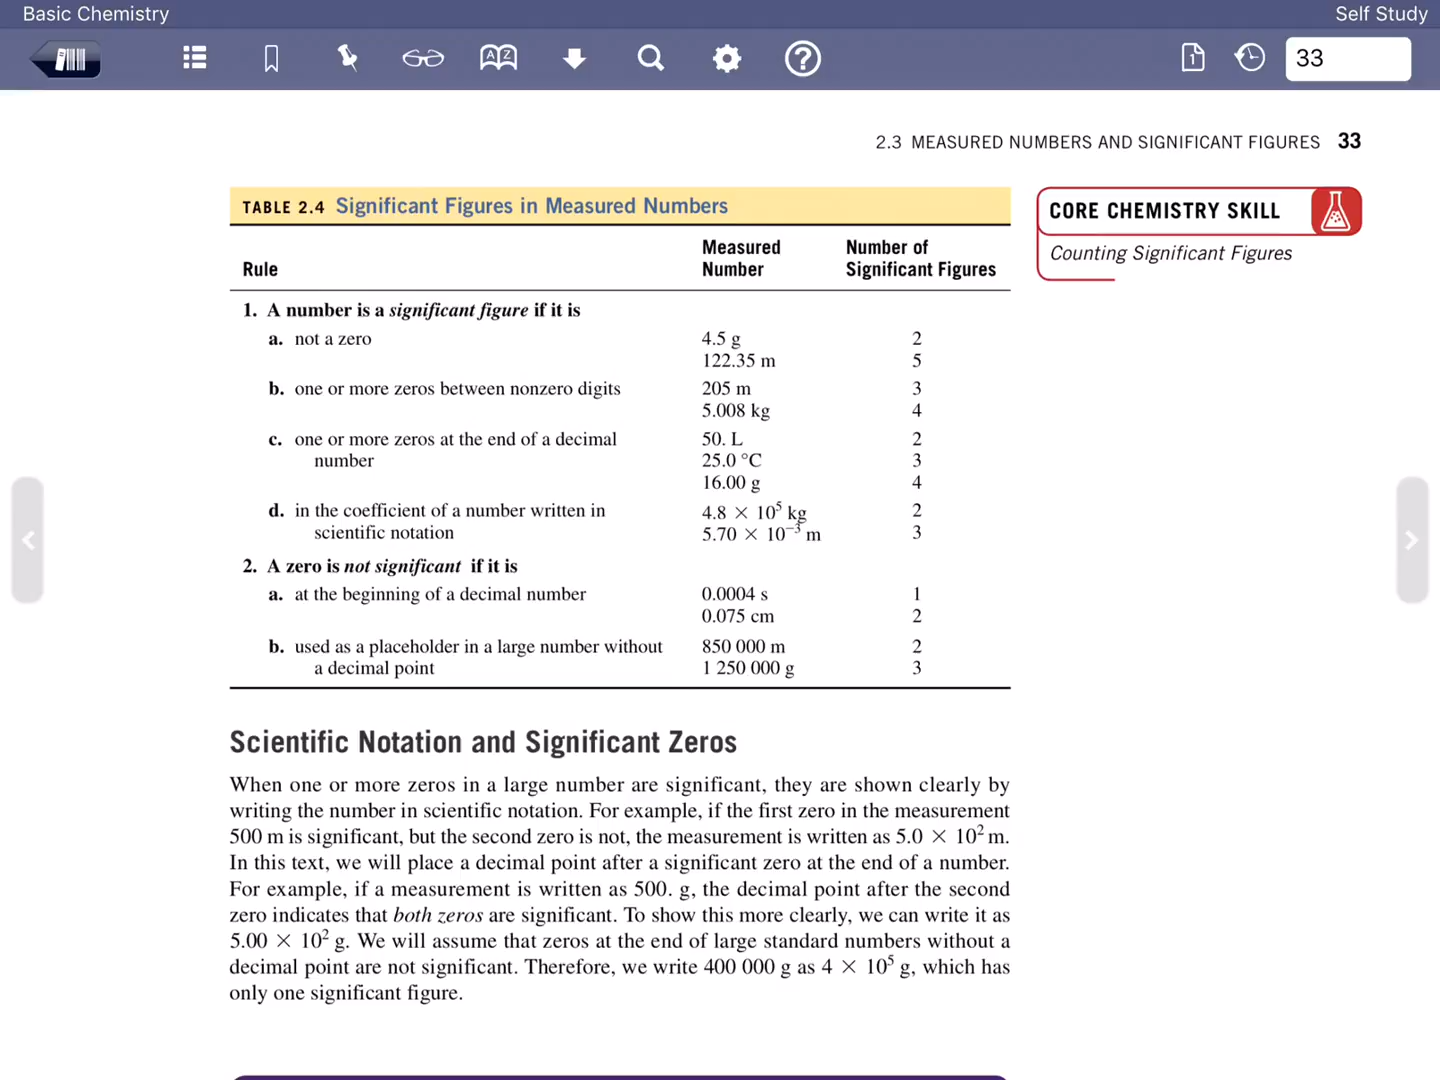 Basic Chemistry
Self Study
A Z
?
1
33
2.3 MEASURED NUMBERS AND SIGNIFICANT FIGURES 33
TABLE 2.4 Significant Figures in Measured Numbers
CORE CHEMISTRY SKILL
Counting Significant Figures
Rule Measured Number Number of Significant Figures
1. A number is a significant figure if it is
a. not a zero 4.5 g 2
122.35 m 5
b. one or more zeros between nonzero digits 205 m 3
5.008 kg 4
c. one or more zeros at the end of a decimal 50. L 2
number 25.0 °C 3
16.00 g 4
d. in the coefficient of a number written in 4.8 × 10⁵ kg 2
scientific notation 5.70 × 10⁻³ m 3
2. A zero is not significant if it is
a. at the beginning of a decimal number 0.0004 s 1
0.075 cm 2
b. used as a placeholder in a large number without 850 000 m 2
a decimal point 1 250 000 g 3
Scientific Notation and Significant Zeros
When one or more zeros in a large number are significant, they are shown clearly by
writing the number in scientific notation. For example, if the first zero in the measurement
500 m is significant, but the second zero is not, the measurement is written as 5.0 × 10² m.
In this text, we will place a decimal point after a significant zero at the end of a number.
For example, if a measurement is written as 500. g, the decimal point after the second
zero indicates that both zeros are significant. To show this more clearly, we can write it as
5.00 × 10² g. We will assume that zeros at the end of large standard numbers without a
decimal point are not significant. Therefore, we write 400 000 g as 4 × 10⁵ g, which has
only one significant figure.